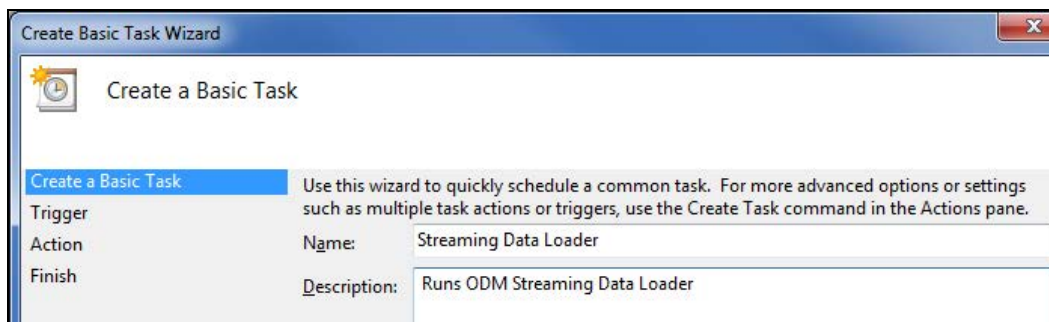 Create Basic Task Wizard
Create a Basic Task
Create a Basic Task
Trigger
Action
Finish
Use this wizard to quickly schedule a common task. For more advanced options or settings
such as multiple task actions or triggers, use the Create Task command in the Actions pane.
Name:
Streaming Data Loader
Description:
Runs ODM Streaming Data Loader